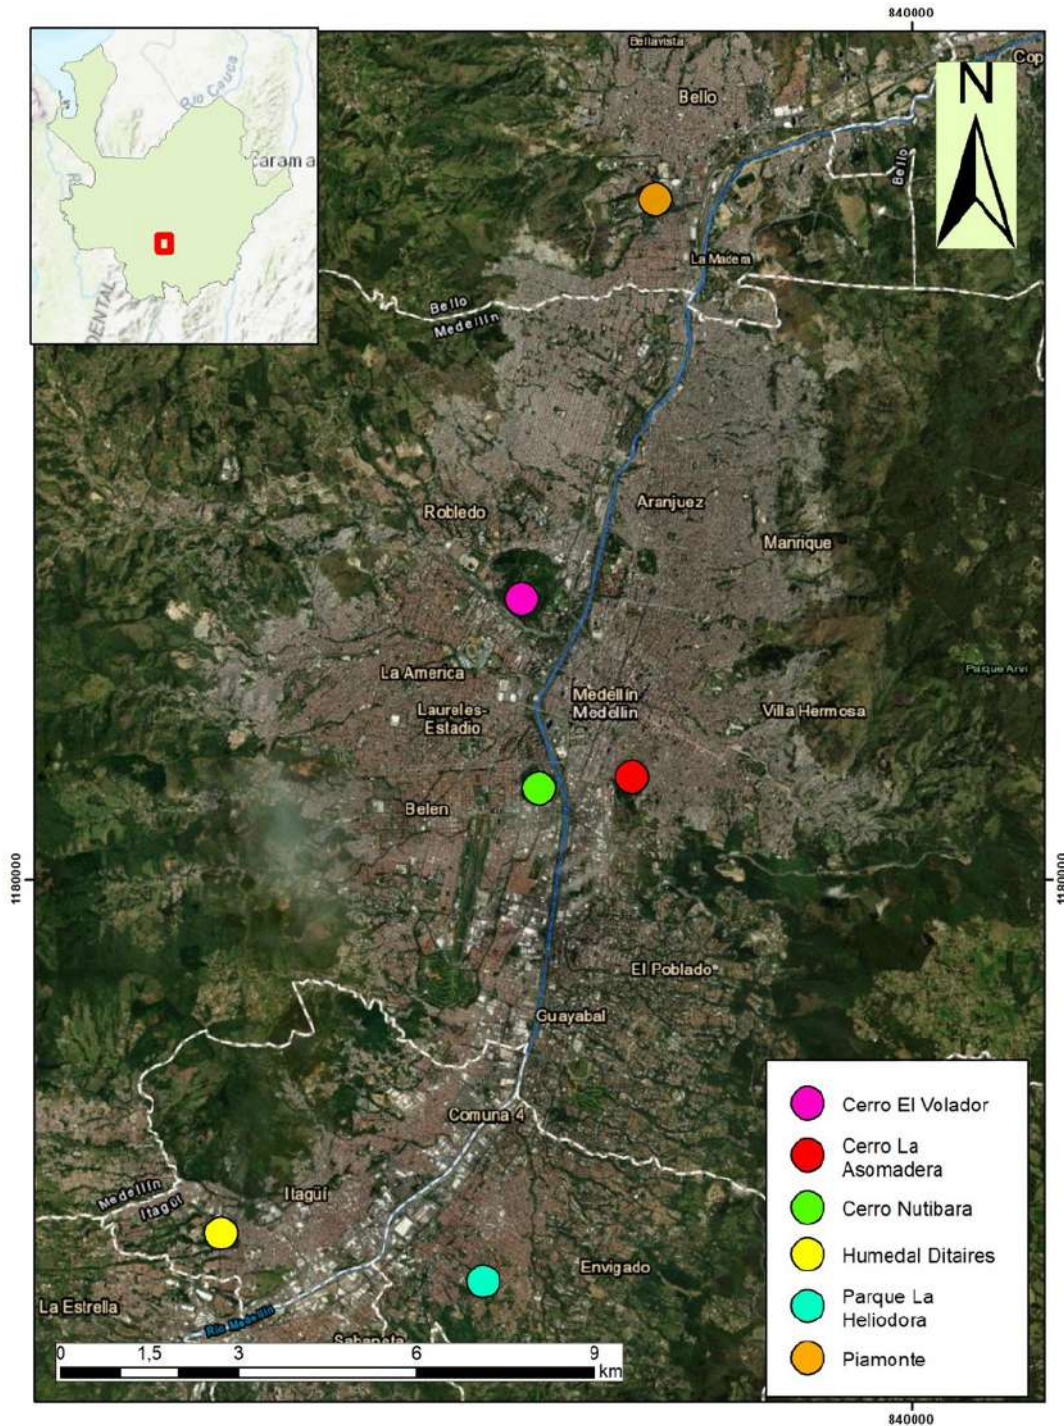 840000
Río Cauca
Carama
DENTAL
N
Bellavista
Cop
Bello
Bello
La Madera
Bello
Medellín
Aranjuez
Robledo
Manrique
La America
Parque Arví
Medellín
Medellín
Laureles-
Estadio
Villa Hermosa
Belen
1180000
1180000
El Poblado
Guayabal
Comuna 4
Medellín
Itagüí
Itagüí
Envigado
La Estrella
Río Medellín
Sabaneta
0 1,5 3 6 9
km
Cerro El Volador
Cerro La
Asomadera
Cerro Nutibara
Humedal Ditaires
Parque La
Heliodora
Piamonte
840000